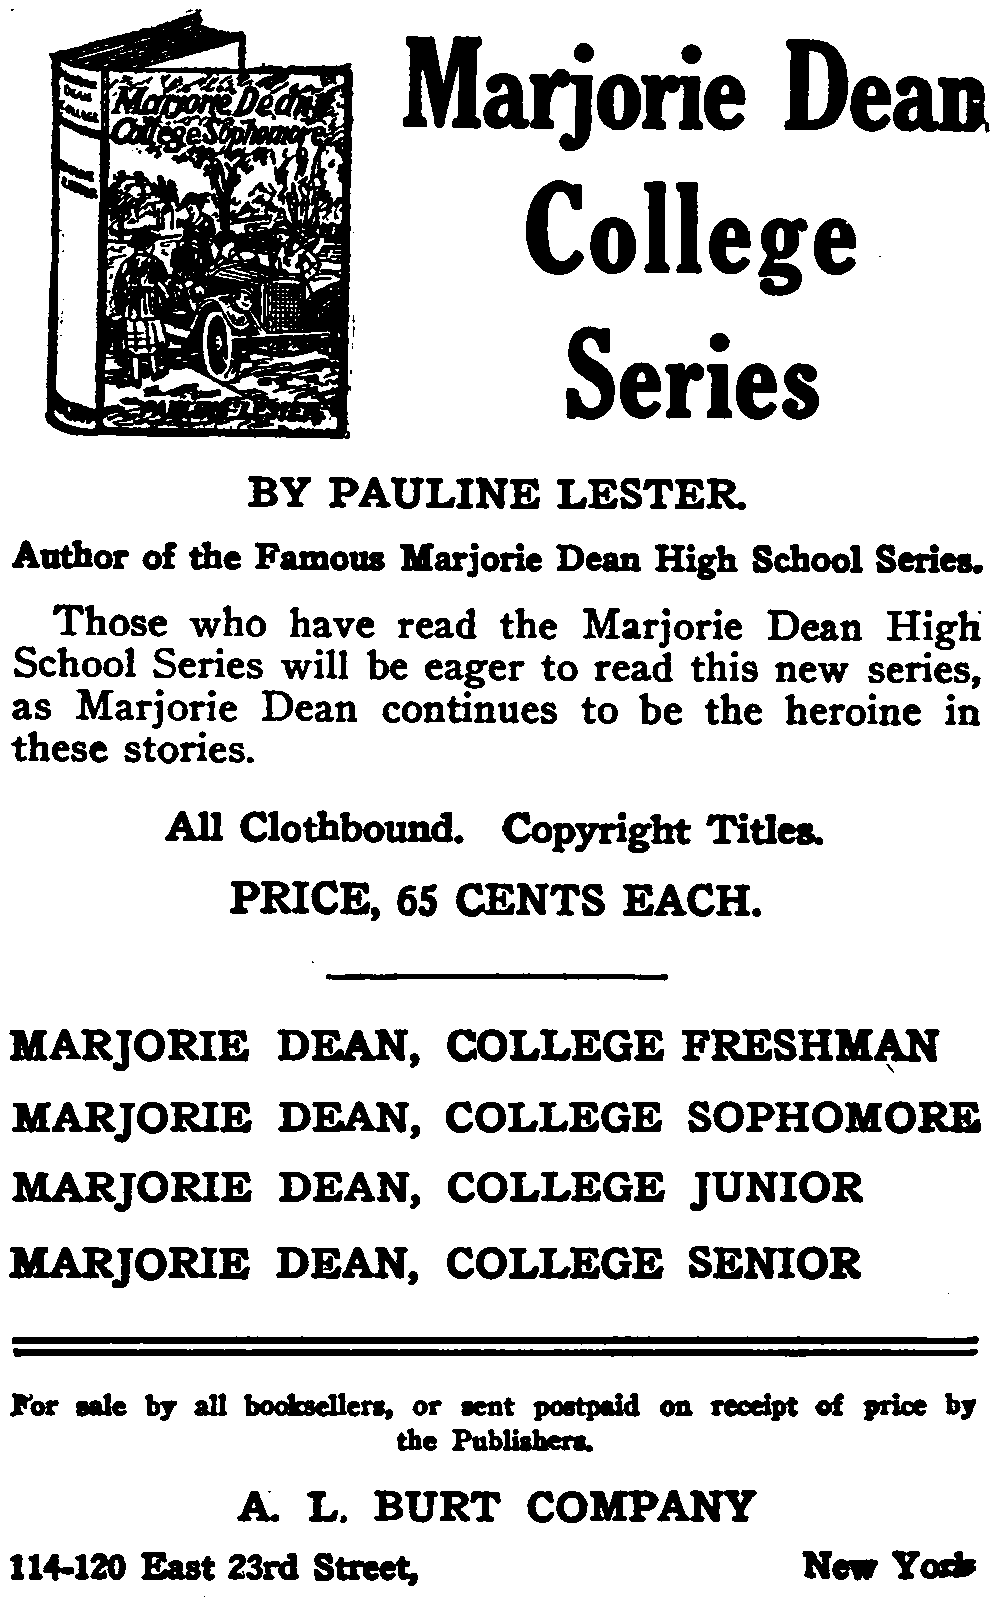 Marjorie Dean
College
Series
Marjorie Dean
College Sophomore
DEAN
COLLEGE
PAULINE LESTER
BY PAULINE LESTER.
Author of the Famous Marjorie Dean High School Series.
Those who have read the Marjorie Dean High
School Series will be eager to read this new series,
as Marjorie Dean continues to be the heroine in
these stories.
All Clothbound. Copyright Titles.
PRICE, 65 CENTS EACH.
MARJORIE DEAN, COLLEGE FRESHMAN
MARJORIE DEAN, COLLEGE SOPHOMORE
MARJORIE DEAN, COLLEGE JUNIOR
MARJORIE DEAN, COLLEGE SENIOR
For sale by all booksellers, or sent postpaid on receipt of price by
the Publishers.
A. L. BURT COMPANY
114-120 East 23rd Street, New York